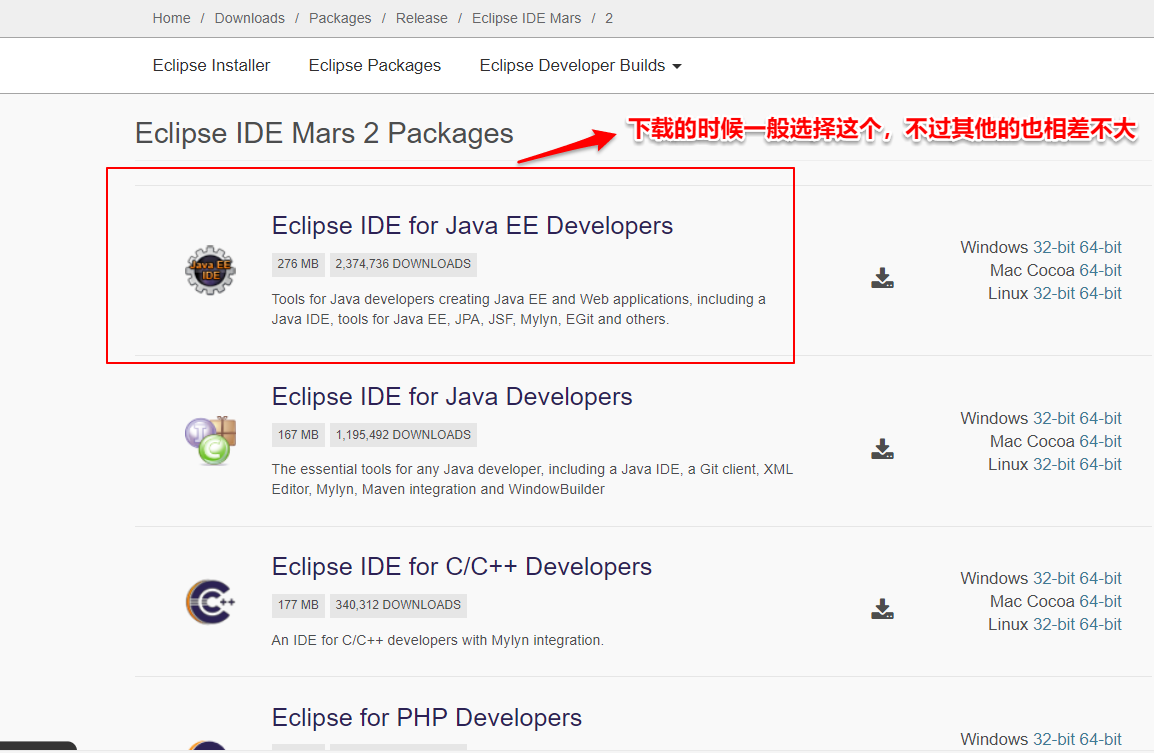 Home / Downloads / Packages / Release / Eclipse IDE Mars / 2
Eclipse Installer Eclipse Packages Eclipse Developer Builds
Eclipse IDE Mars 2 Packages
下载的时候一般选择这个，不过其他的也相差不大
Eclipse IDE for Java EE Developers
Java EE
IDE
276 MB 2,374,736 DOWNLOADS
Tools for Java developers creating Java EE and Web applications, including a
Java IDE, tools for Java EE, JPA, JSF, Mylyn, EGit and others.
Windows 32-bit 64-bit
Mac Cocoa 64-bit
Linux 32-bit 64-bit
Eclipse IDE for Java Developers
167 MB 1,195,492 DOWNLOADS
The essential tools for any Java developer, including a Java IDE, a Git client, XML
Editor, Mylyn, Maven integration and WindowBuilder
Windows 32-bit 64-bit
Mac Cocoa 64-bit
Linux 32-bit 64-bit
Eclipse IDE for C/C++ Developers
177 MB 340,312 DOWNLOADS
An IDE for C/C++ developers with Mylyn integration.
Windows 32-bit 64-bit
Mac Cocoa 64-bit
Linux 32-bit 64-bit
Eclipse for PHP Developers
Windows 32-bit 64-bit